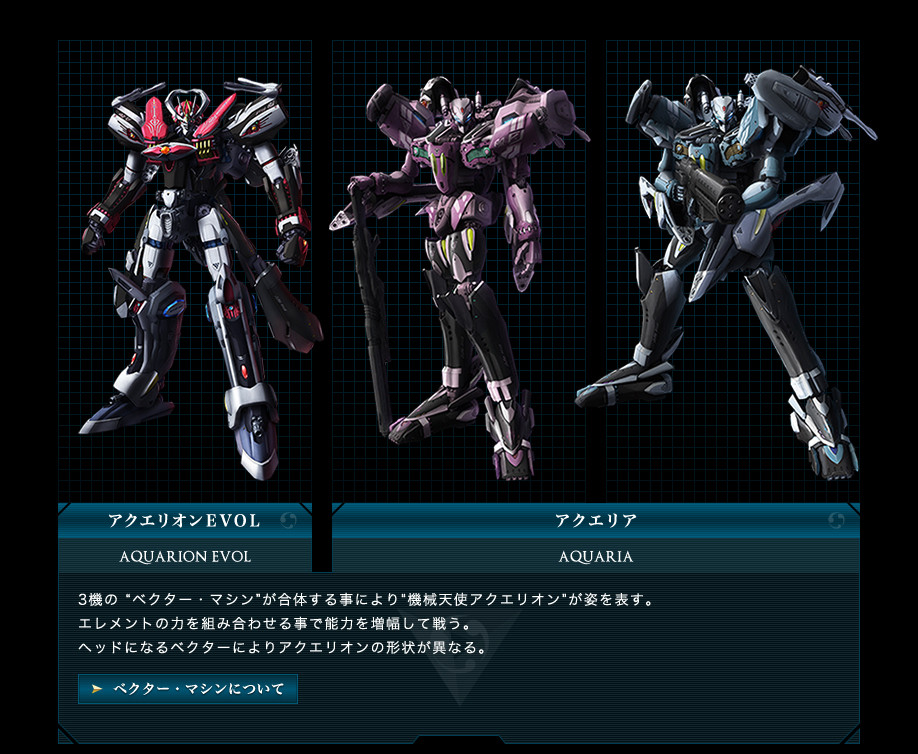 アクエリオンEVOL
アクエリア
AQUARION EVOL
AQUARIA
3機の “ベクター・マシン”が合体する事により"機械天使アクエリオン"が姿を表す。
エレメントの力を組み合わせる事で能力を増幅して戦う。
ヘッドになるベクターによりアクエリオンの形状が異なる。
ベクター・マシンについて